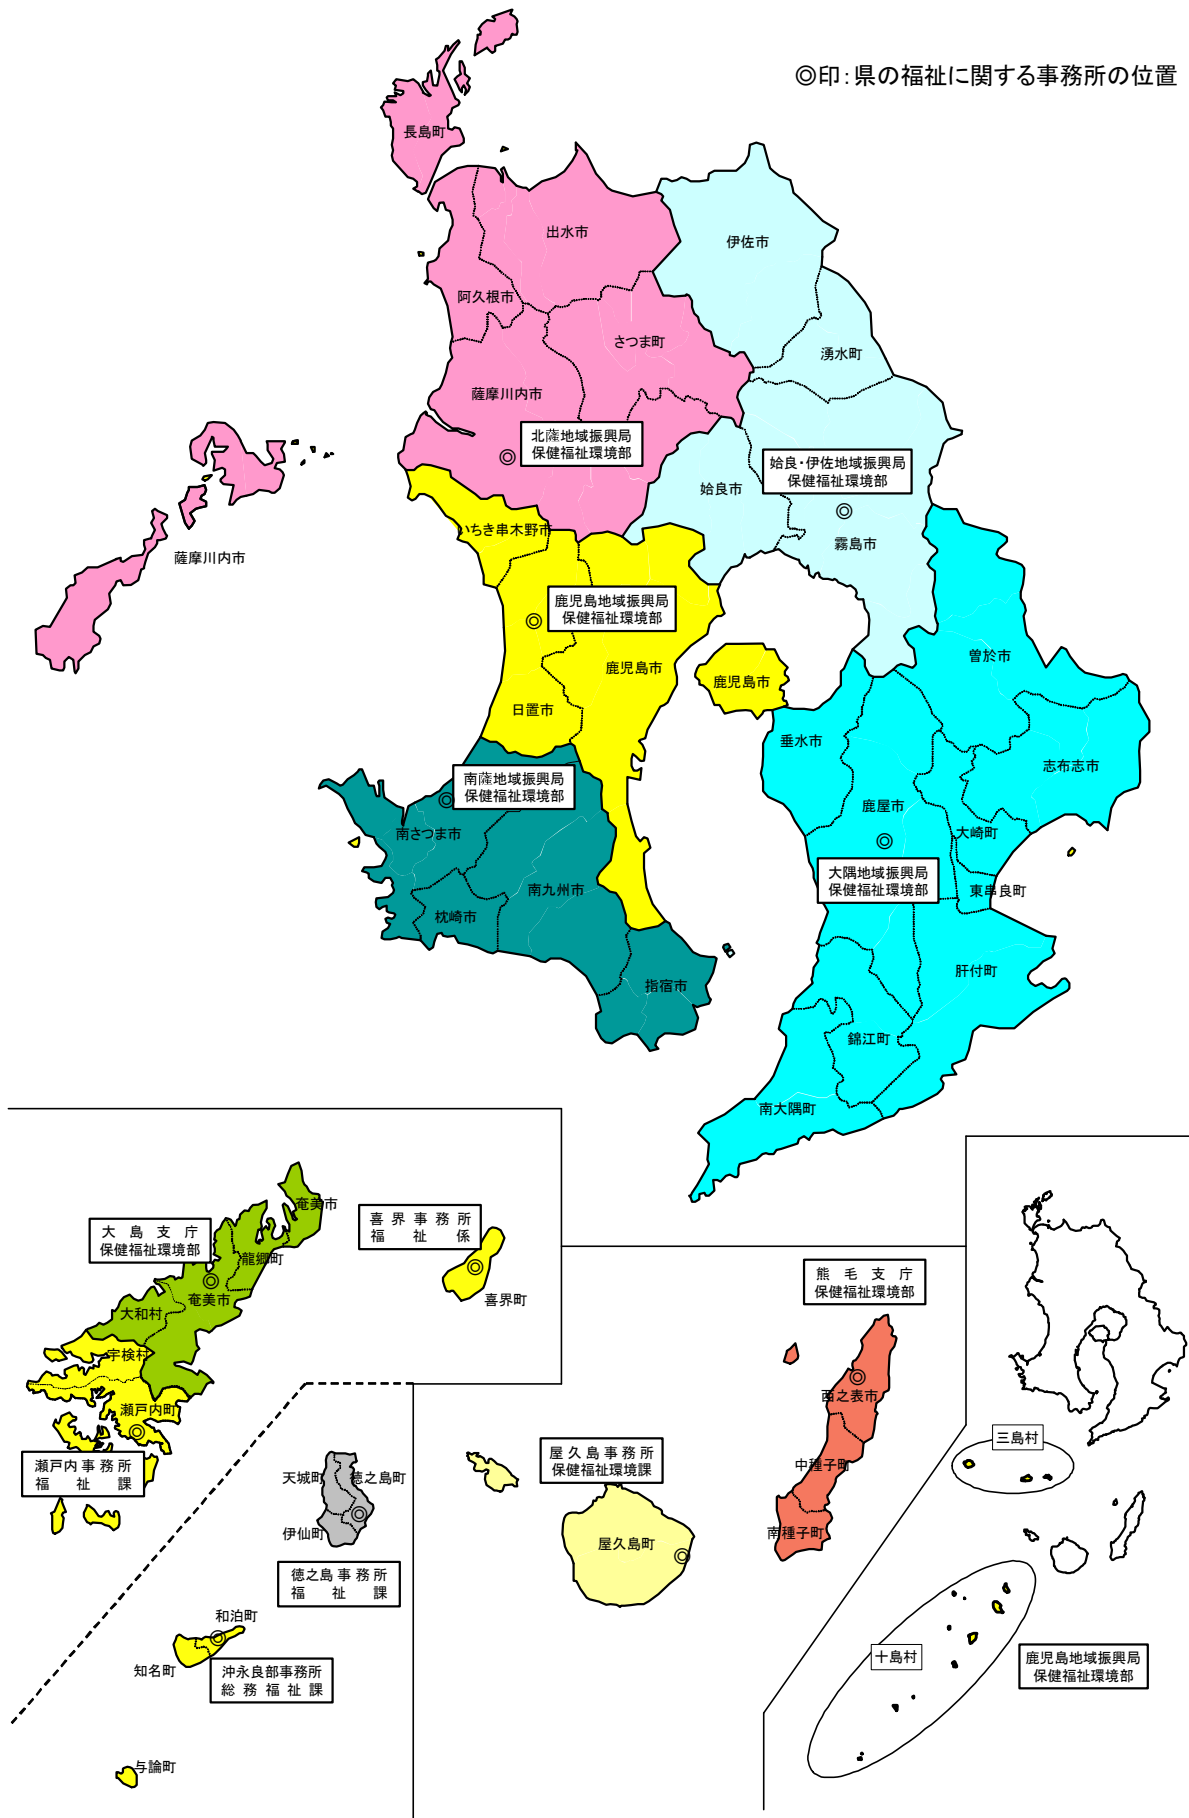 ◎印：県の福祉に関する事務所の位置
長島町
出水市
伊佐市
阿久根市
さつま町
湧水町
薩摩川内市
北薩地域振興局
保健福祉環境部
姶良・伊佐地域振興局
保健福祉環境部
姶良市
いちき串木野市
霧島市
薩摩川内市
鹿児島地域振興局
保健福祉環境部
鹿児島市
鹿児島市
曽於市
日置市
垂水市
志布志市
南薩地域振興局
保健福祉環境部
鹿屋市
南さつま市
大崎町
大隅地域振興局
保健福祉環境部
南九州市
東串良町
枕崎市
肝付町
指宿市
錦江町
南大隅町
奄美市
大島支庁
保健福祉環境部
喜界事務所
福祉係
龍郷町
奄美市
喜界町
大和村
熊毛支庁
保健福祉環境部
宇検村
西之表市
瀬戸内町
三島村
瀬戸内事務所
福祉課
屋久島事務所
保健福祉環境課
中種子町
天城町
徳之島町
伊仙町
南種子町
屋久島町
徳之島事務所
福祉課
和泊町
知名町
沖永良部事務所
総務福祉課
十島村
鹿児島地域振興局
保健福祉環境部
与論町